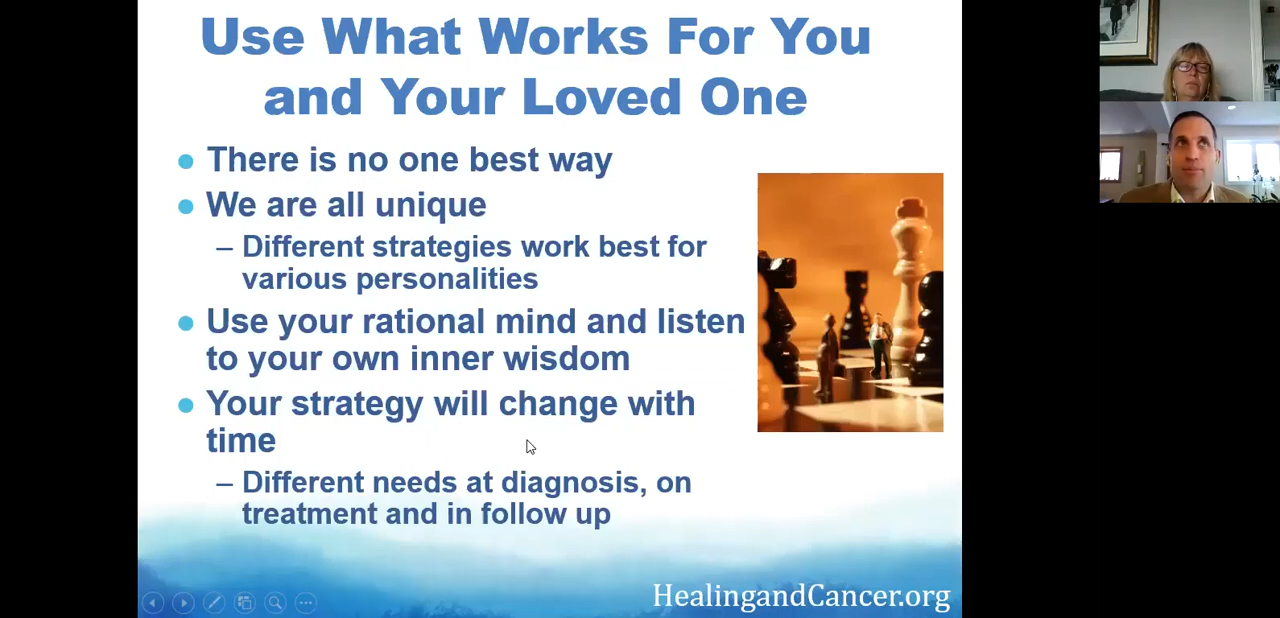 Use What Works For You
and Your Loved One
● There is no one best way
● We are all unique
– Different strategies work best for
various personalities
● Use your rational mind and listen
to your own inner wisdom
● Your strategy will change with
time
– Different needs at diagnosis, on
treatment and in follow up
HealingandCancer.org